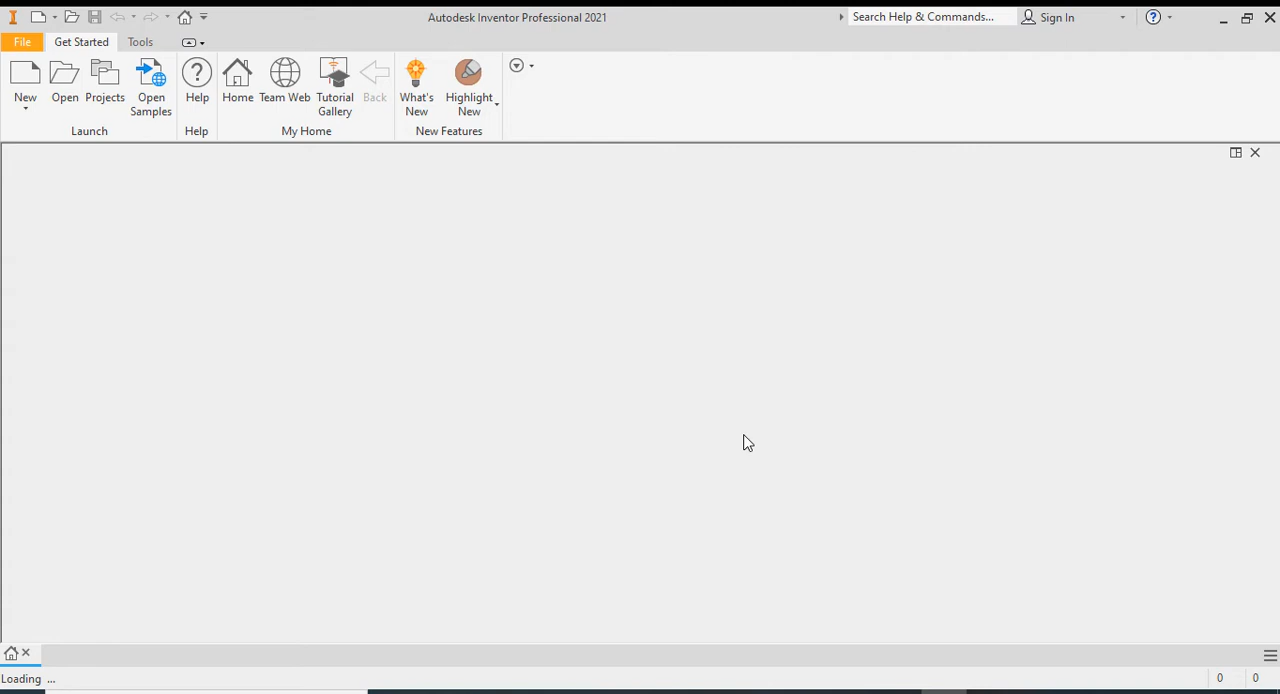 Autodesk Inventor Professional 2021
Search Help & Commands...
Sign In
File
Get Started
Tools
New
Open
Projects
Open
Samples
Help
Home
Team Web
Tutorial
Gallery
Back
What's
New
Highlight
New
Launch
Help
My Home
New Features
Loading ...
0
0